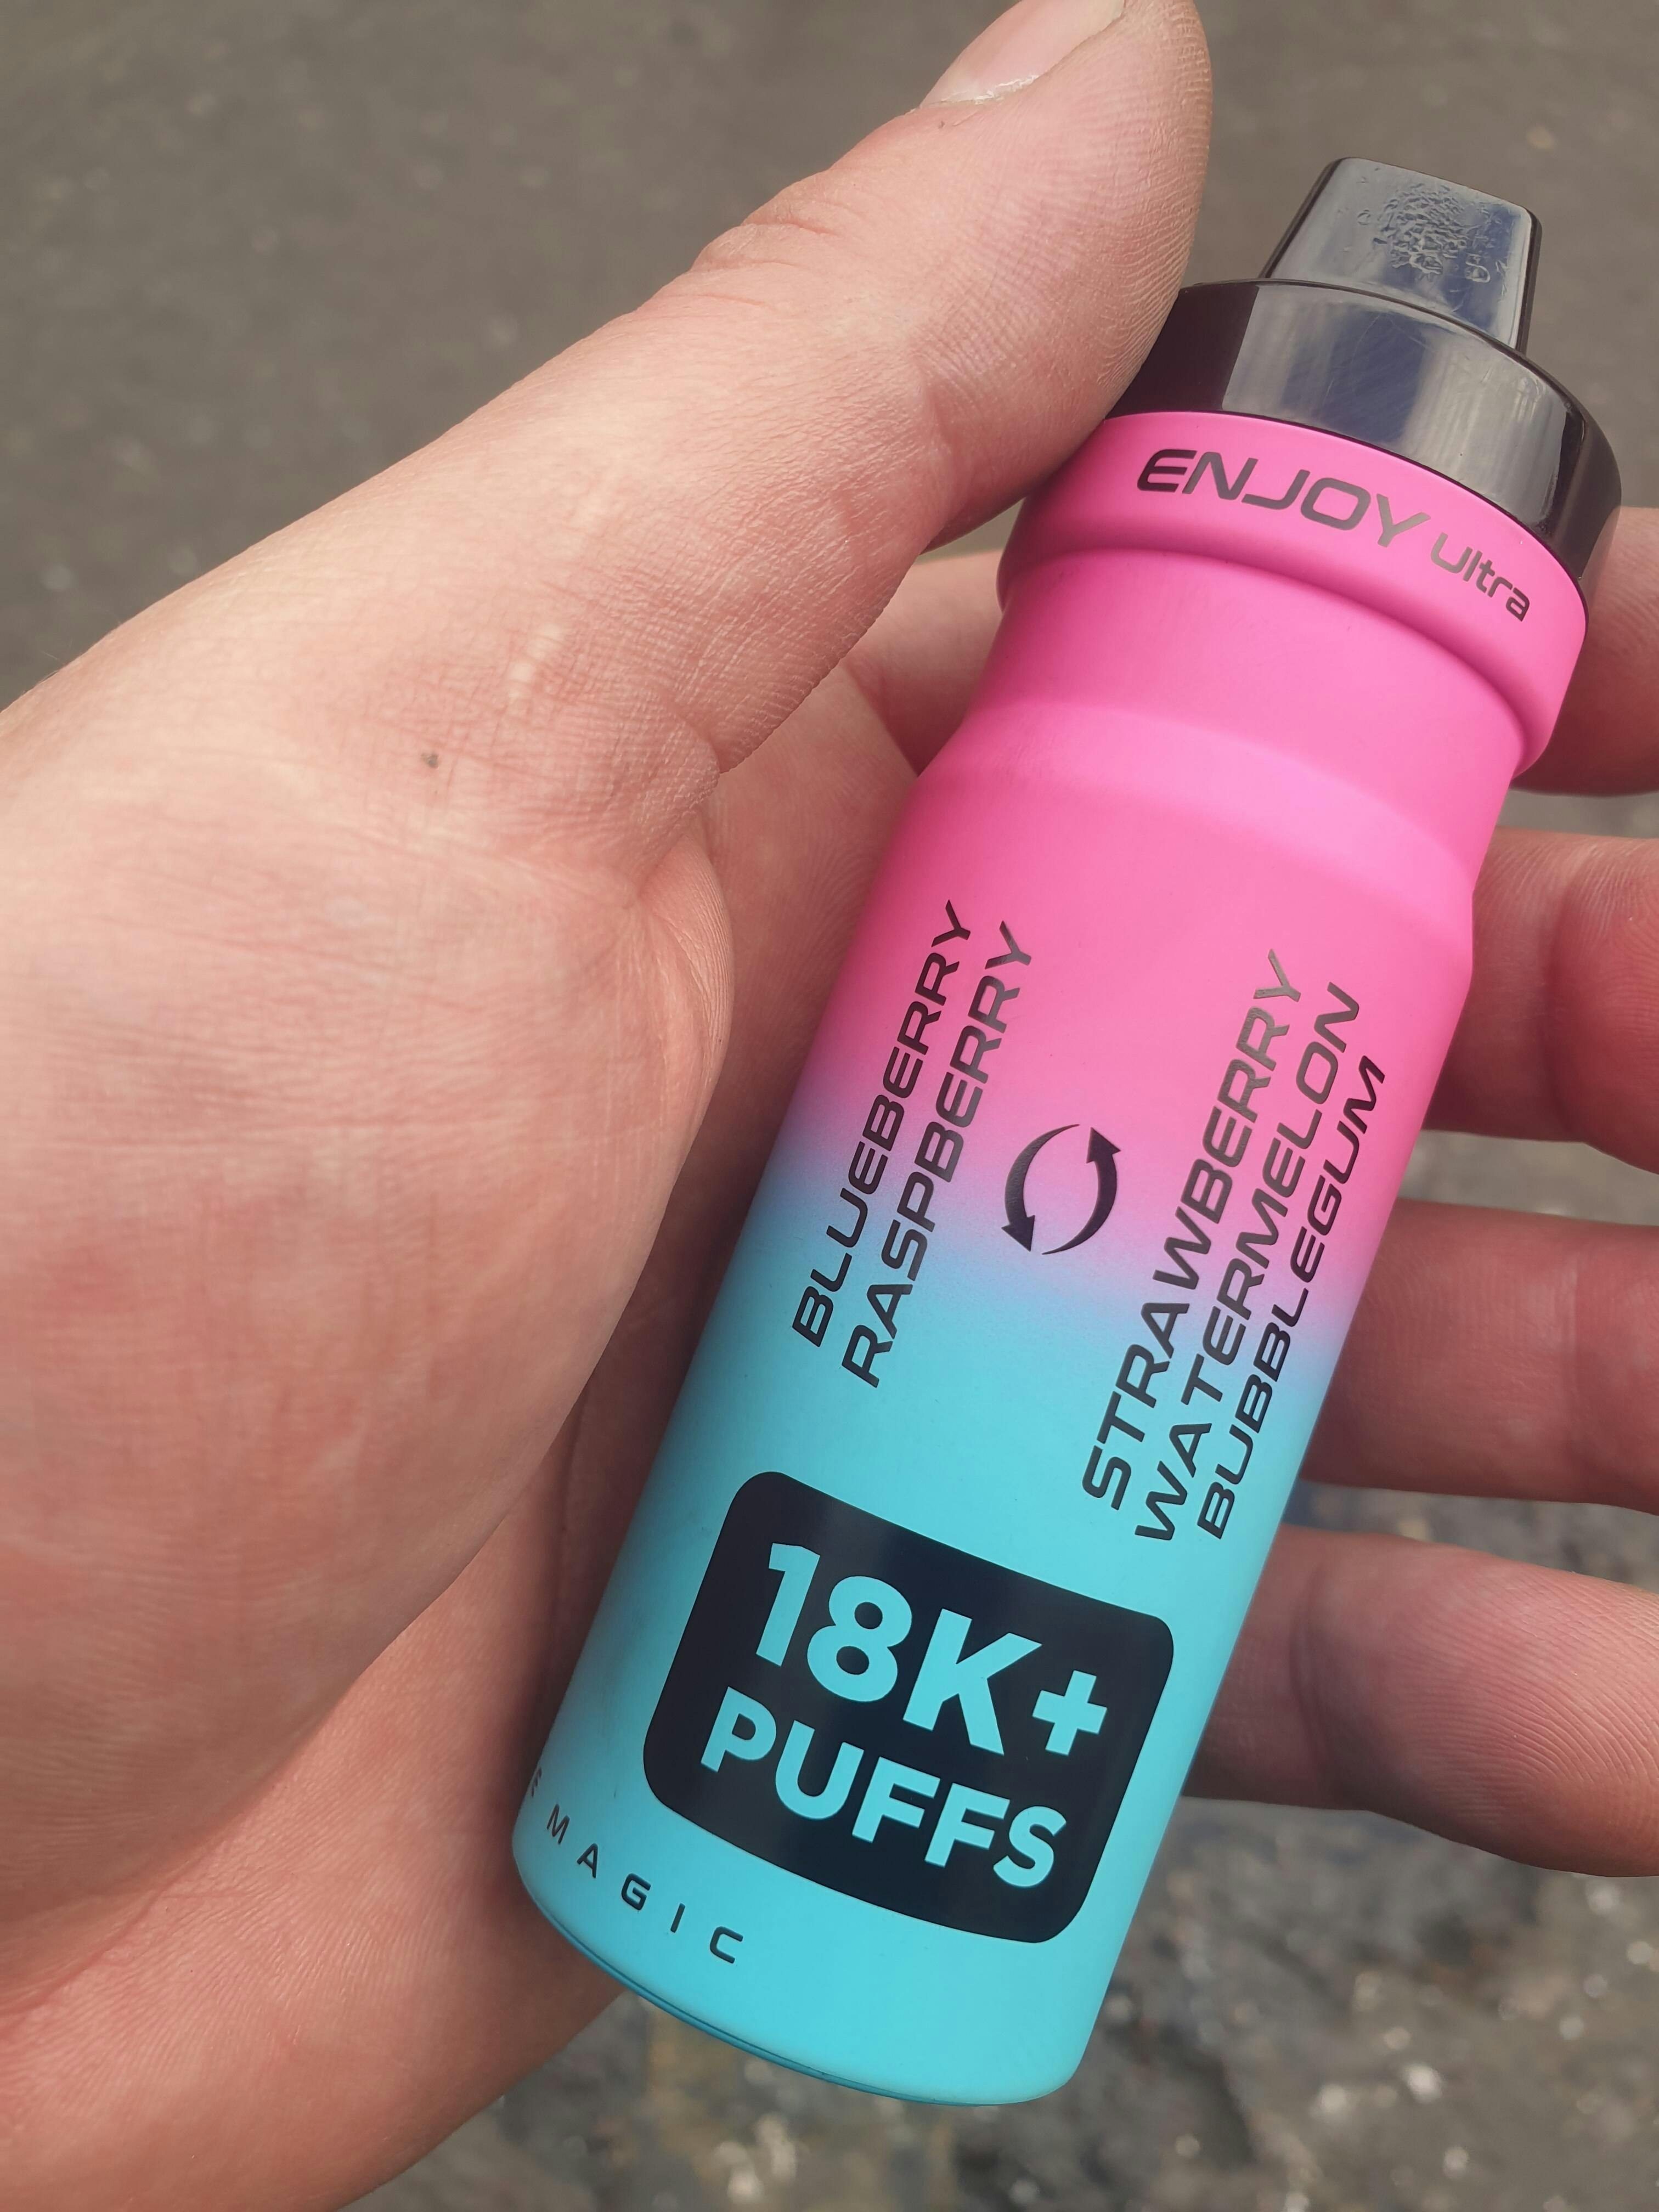 ENJOY ultra
BLUEBERRY
RASPBERRY
STRAWBERRY
WATERMELON
BUBBLEGUM
18K+
PUFFS
MAGIC